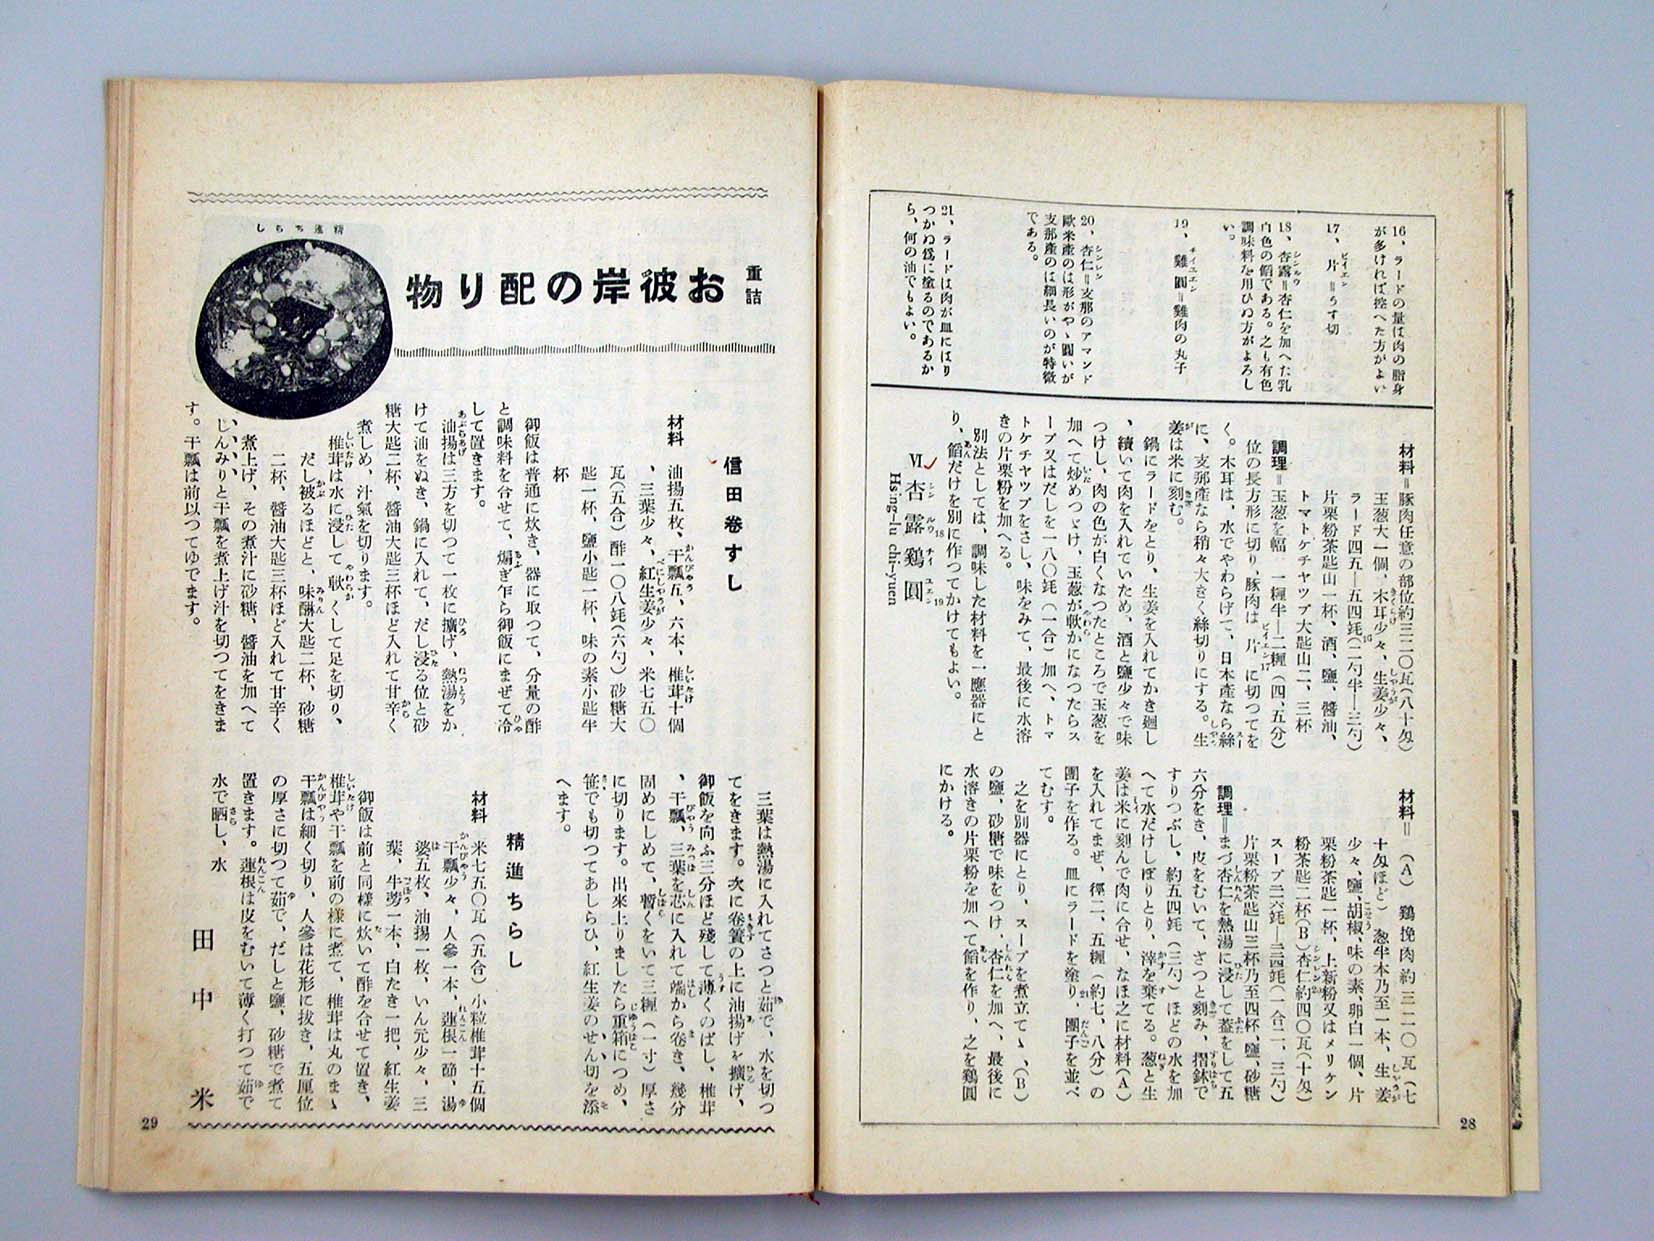 16、ラードの量は肉の脂身
が多ければ控へた方がよい
17、片＝うす切
18、杏露＝杏仁を加へた乳
白色の餡である。之も有色
調味料を用ひぬ方がよろし
い。
19、雞圓＝雞肉の丸子
20、杏仁＝支那のアマンド
歐米産のは形がやゝ圓いが
支那産のは細長いのが特徴
である。
21、ラードは肉が皿にはり
つかぬ爲に塗るのであるか
ら、何の油でもよい。
材料＝豚肉任意の部位約三二〇瓦（八十匁）
玉葱大一個、木耳少々、生姜少々、
ラード四五―五四竓（二勺半―三勺）
片栗粉茶匙山一杯、酒、鹽、醬油、
トマトケチヤツプ大匙山二、三杯
調理＝玉葱を幅一糎半―二糎（四、五分）
位の長方形に切り、豚肉は片に切つてを
く。木耳は、水でやわらげて、日本産なら絲
に、支那産なら稍々大きく絲切りにする。生
姜は米に刻む。
鍋にラードをとり、生姜を入れてかき廻し
、續いて肉を入れていため、酒と鹽少々で味
つけし、肉の色が白くなつたところで玉葱を
加へて炒めつゞけ、玉葱が軟かになつたらス
ープ又はだしを一八〇竓（一合）加へ、トマ
トケチヤツプをさし、味をみて、最後に水溶
きの片栗粉を加へる。
別法としては、調味した材料を一應器にと
り、餡だけを別に作つてかけてもよい。
Ⅵ 杏露鷄圓
Hsing-lu chi-yuen
材料＝（A）鷄挽肉約三二〇瓦（七
十匁ほど）葱半本乃至一本、生姜
少々、鹽、胡椒、味の素、卵白一個、片
栗粉茶匙一杯、上新粉又はメリケン
粉茶匙二杯（B）杏仁約四〇瓦（十匁）
片栗粉茶匙山三杯乃至四杯、鹽、砂糖
調理＝まづ杏仁を熱湯に浸して蓋をして五
六分をき、皮をむいて、ざつと刻み、摺鉢で
すりつぶし、約五四竓（三勺）ほどの水を加
へて水だけしぼりとり、滓を棄てる。葱と生
姜は米に刻んで肉に合せ、なほ之に材料（A）
を入れてまぜ、徑二、五糎（約七、八分）の
團子を作る。皿にラードを塗り、團子を並べ
てむす。
之を別器にとり、スープを煮立てゝ、（B）
の鹽、砂糖で味をつけ、杏仁を加へ、最後に
水溶きの片栗粉を加へて餡を作り、之を鷄圓
にかける。
28
重詰
お彼岸の配り物
精進ちらし
信田卷すし
材料　油揚五枚、干瓢五、六本、椎茸十個
、三葉少々、紅生姜少々、米七五〇
瓦（五合）酢一〇八竓（六勺）砂糖大
匙一杯、鹽小匙一杯、味の素小匙半
杯
御飯は普通に炊き、器に取つて、分量の酢
と調味料を合せて、煽ぎ乍ら御飯にまぜて冷
して置きます。
油揚は三方を切つて一枚に擴げ、熱湯をか
けて油をぬき、鍋に入れて、だし浸る位と砂
糖大匙二杯、醬油大匙三杯ほど入れて甘辛く
煮しめ、汁氣を切ります。
椎茸は水に浸して軟くして足を切り、
だし被るほどと、味醂大匙二杯、砂糖
二杯、醬油大匙三杯ほど入れて甘辛く
煮上げ、その煮汁に砂糖、醬油を加へて
じんみりと干瓢を煮上げ汁を切つてをきま
す。干瓢は前以つてゆでます。
三葉は熱湯に入れてさつと茹で、水を切つ
てをきます。次に卷簀の上に油揚げを擴げ、
御飯を向ふ三分ほど殘して薄くのばし、椎茸
、干瓢、三葉を芯に入れて端から卷き、幾分
固めにしめて、暫くをいて三糎（一寸）厚さ
に切ります。出來上りましたら重箱につめ、
笹でも切つてあしらひ、紅生姜のせん切を添
へます。
精進ちらし
材料　米七五〇瓦（五合）小粒椎茸十五個
干瓢少々、人參一本、蓮根一節、湯
婆五枚、油揚一枚、いん元少々、三
葉、牛蒡一本、白たき一把、紅生姜
御飯は前と同様に炊いて酢を合せて置き、
椎茸や干瓢を前の様に煮て、椎茸は丸のまゝ
干瓢は細く切り、人參は花形に拔き、五厘位
の厚さに切つて茹で、だしと鹽、砂糖で煮て
置きます。蓮根は皮をむいて薄く打つて茹で
水で晒し、水
田中　米
29